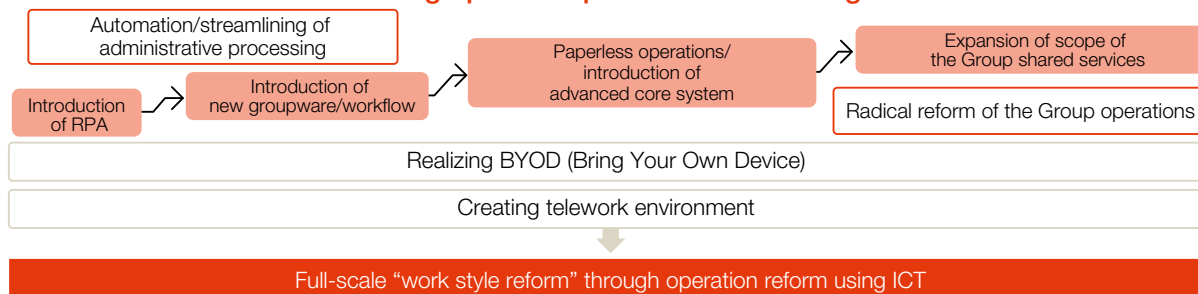 Automation/streamlining of
administrative processing
Introduction
of RPA
Introduction of
new groupware/workflow
Paperless operations/
introduction of
advanced core system
Expansion of scope of
the Group shared services
Radical reform of the Group operations
Realizing BYOD (Bring Your Own Device)
Creating telework environment
Full-scale “work style reform” through operation reform using ICT